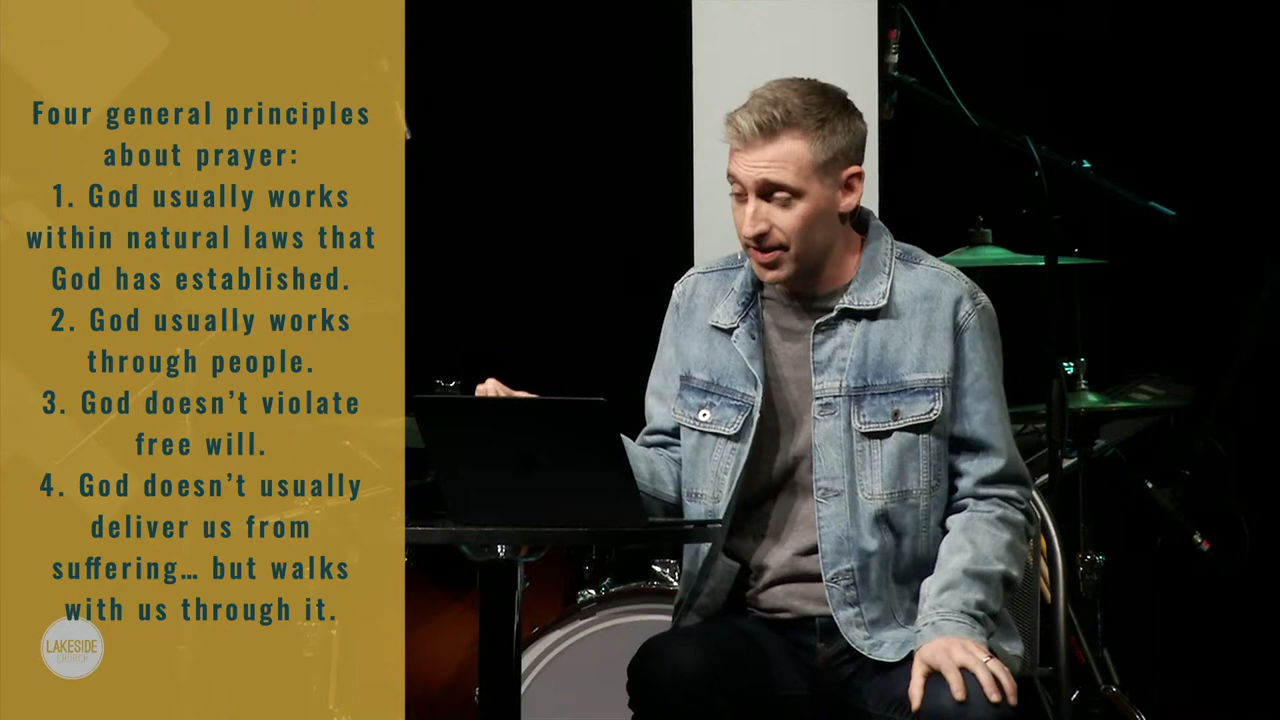 Four general principles
about prayer:
1. God usually works
within natural laws that
God has established.
2. God usually works
through people.
3. God doesn’t violate
free will.
4. God doesn’t usually
deliver us from
suffering… but walks
with us through it.
LAKESIDE
CHURCH